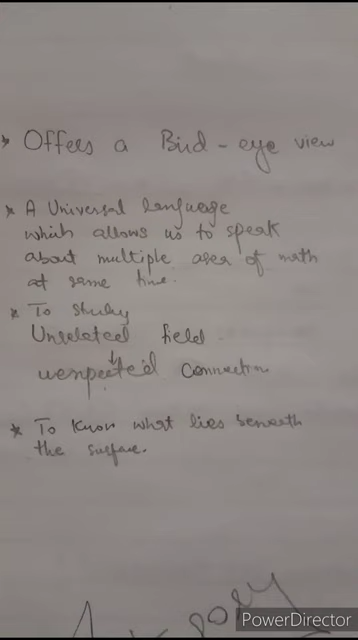 * Offers a Bird-eye view
* A Universal language
which allows us to speak
about multiple area of math
at same time.
* To study
Unrelated field
↓
connection
* To Know what lies beneath
the surface.
PowerDirector